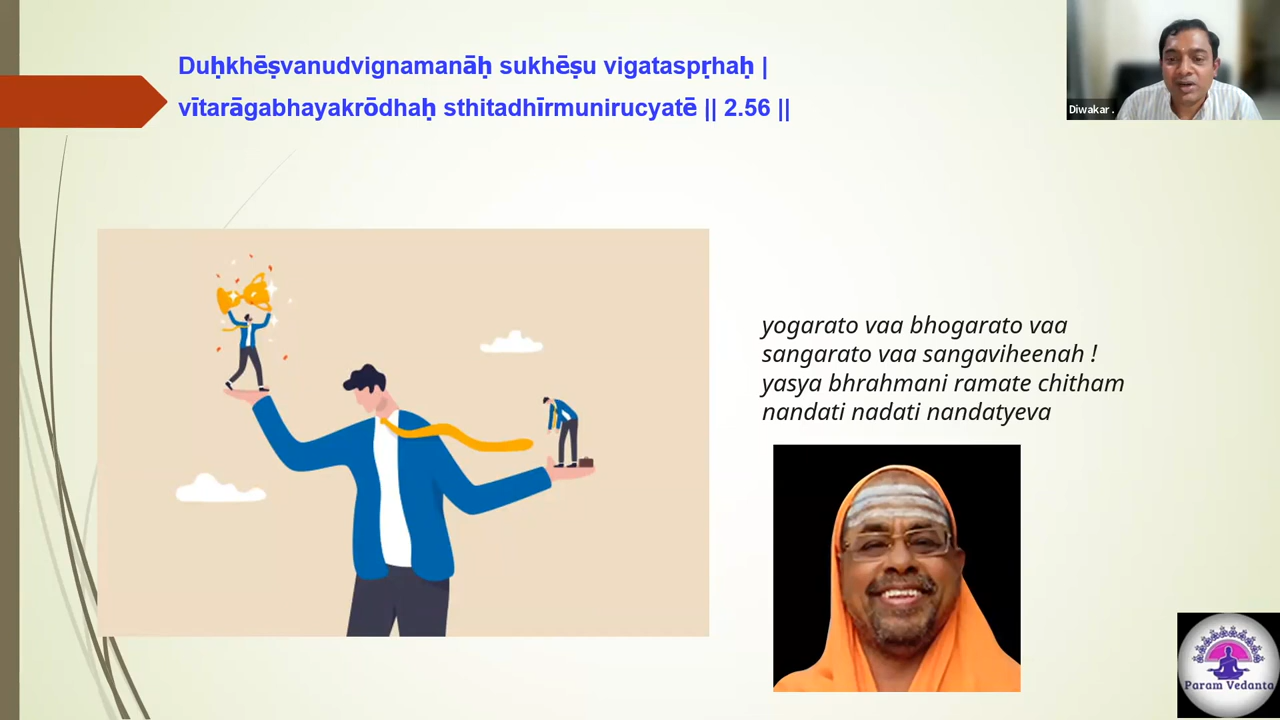 Duḥkhēṣvanudvignamanāḥ sukhēṣu vigataspṛhaḥ |
vītarāgabhayakrōdhaḥ sthitadhīrmunirucyatē || 2.56 ||
Diwakar .
yogarato vaa bhogarato vaa
sangarato vaa sangaviheenah !
yasya bhrahmani ramate chitham
nandati nadati nandatyeva
Param Vedanta